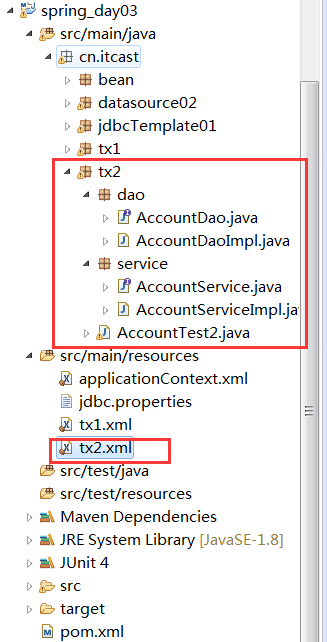 spring_day03
src/main/java
cn.itcast
bean
datasource02
jdbcTemplate01
tx1
tx2
dao
AccountDao.java
AccountDaoImpl.java
service
AccountService.java
AccountServiceImpl.ja
AccountTest2.java
src/main/resources
applicationContext.xml
jdbc.properties
tx1.xml
tx2.xml
src/test/java
src/test/resources
Maven Dependencies
JRE System Library [JavaSE-1.8]
JUnit 4
src
target
pom.xml